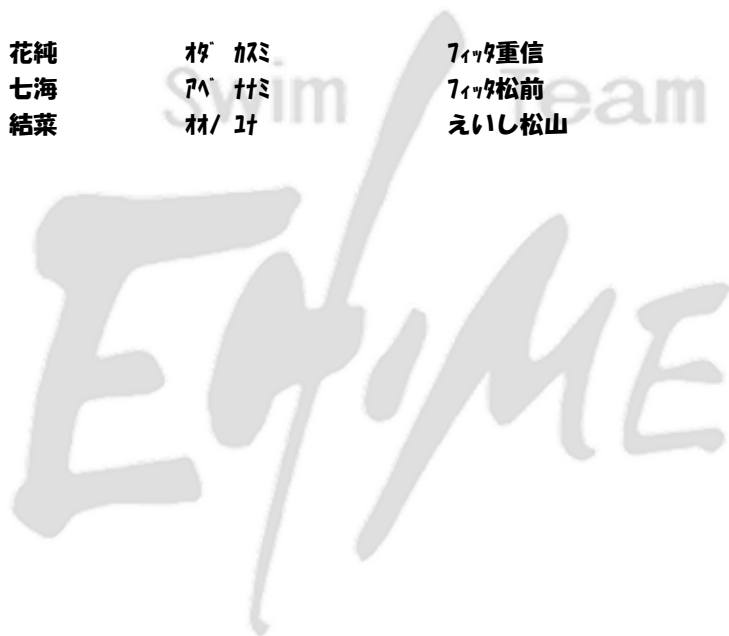 花純 ｵﾀﾞ ｶｽﾐ ﾌｨｯﾀ重信
七海 ｱﾍﾞ ﾅﾅﾐ ﾌｨｯﾀ松前
結菜 ｵｵﾉ ﾕﾅ えいし松山
Swim Team
EHIME